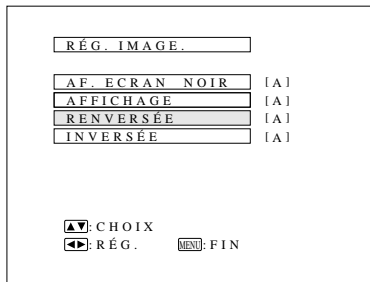 RÉG. IMAGE.
AF. ECRAN NOIR [A]
AFFICHAGE [A]
RENVERSÉE [A]
INVERSÉE [A]
▲▼:CHOIX
◀▶:RÉG. MENU:FIN